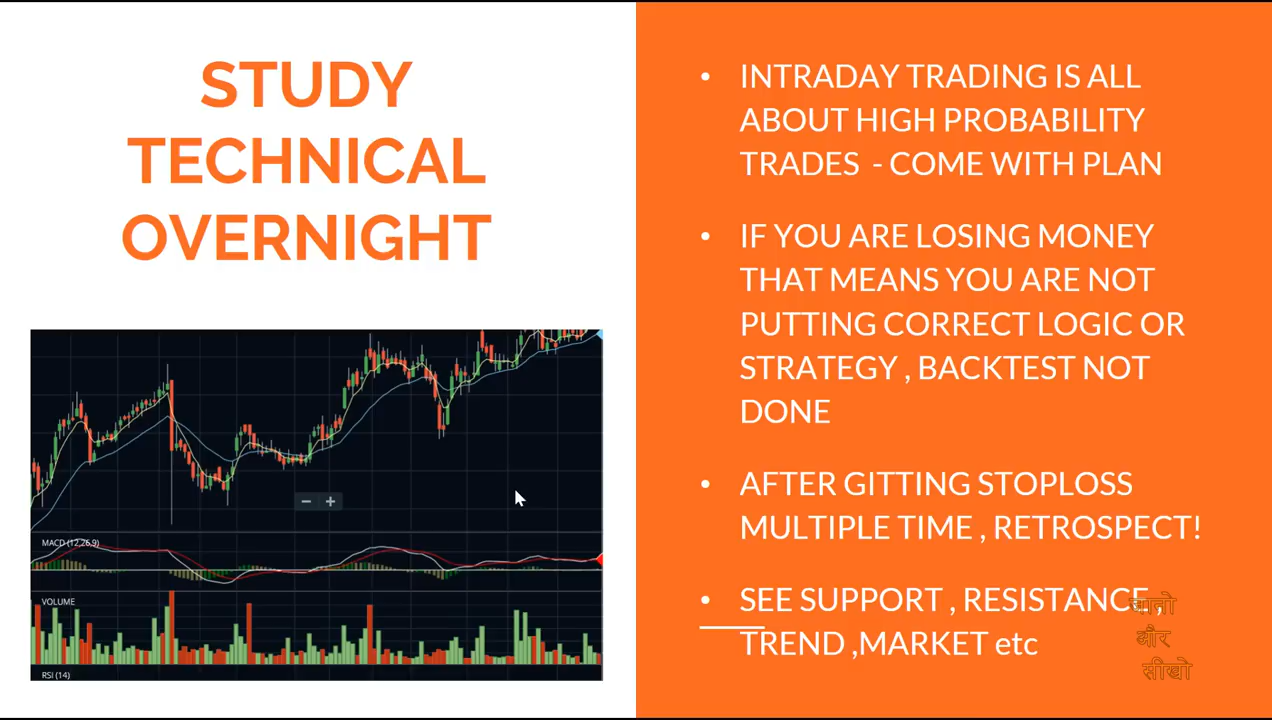 STUDY
TECHNICAL
OVERNIGHT
MACD (12,26,9)
VOLUME
RSI (14)
• INTRADAY TRADING IS ALL
ABOUT HIGH PROBABILITY
TRADES - COME WITH PLAN
• IF YOU ARE LOSING MONEY
THAT MEANS YOU ARE NOT
PUTTING CORRECT LOGIC OR
STRATEGY , BACKTEST NOT
DONE
• AFTER GITTING STOPLOSS
MULTIPLE TIME , RETROSPECT!
• SEE SUPPORT , RESISTANCE ,
TREND ,MARKET etc
और
सीखो